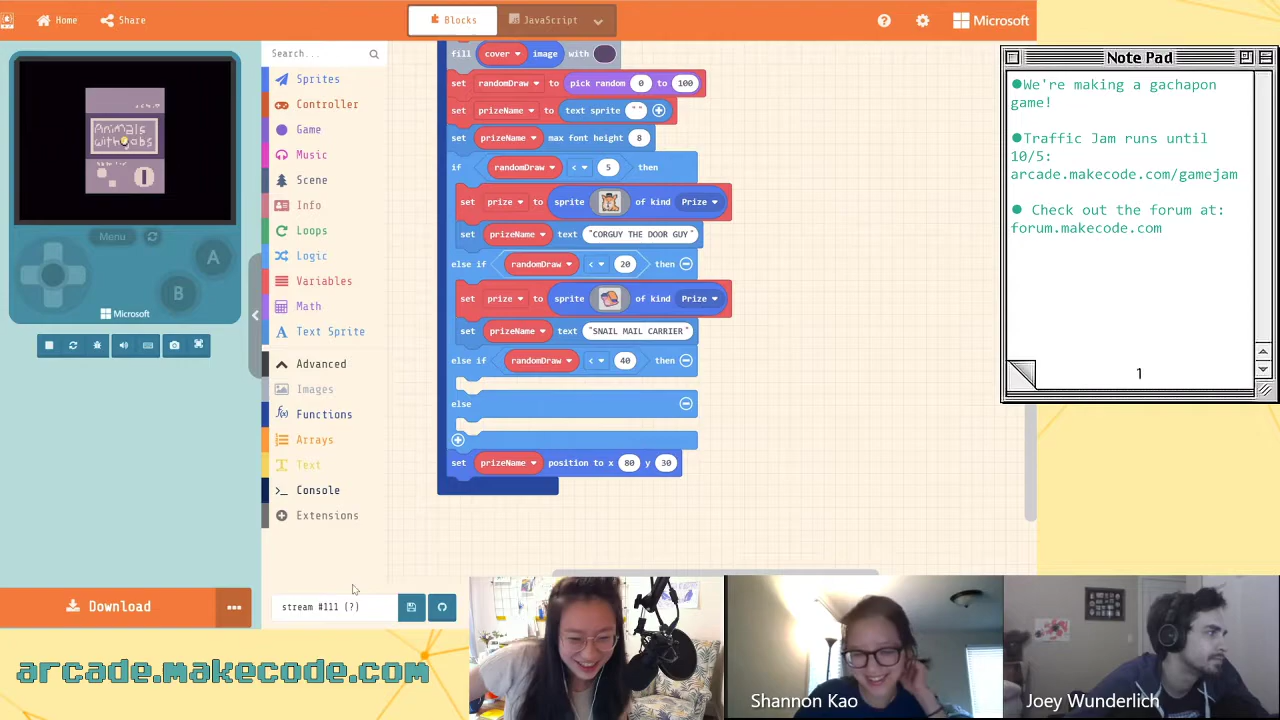 Home
Share
Blocks
JavaScript
Microsoft
Animals
with jobs
Menu
A
B
Microsoft
Download
Search...
Sprites
Controller
Game
Music
Scene
Info
Loops
Logic
Variables
Math
Text Sprite
Advanced
Images
Functions
Arrays
Text
Console
Extensions
stream #111 (?)
fill cover image with
set randomDraw to pick random 0 to 100
set prizeName to text sprite " "
set prizeName max font height 8
if randomDraw < 5 then
set prize to sprite of kind Prize
set prizeName text "CORGUY THE DOOR GUY"
else if randomDraw < 20 then
set prize to sprite of kind Prize
set prizeName text "SNAIL MAIL CARRIER"
else if randomDraw < 40 then
else
set prizeName position to x 80 y 30
Note Pad
●We're making a gachapon
game!
●Traffic Jam runs until
10/5:
arcade.makecode.com/gamejam
● Check out the forum at:
forum.makecode.com
1
arcade.makecode.com
Shannon Kao
Joey Wunderlich